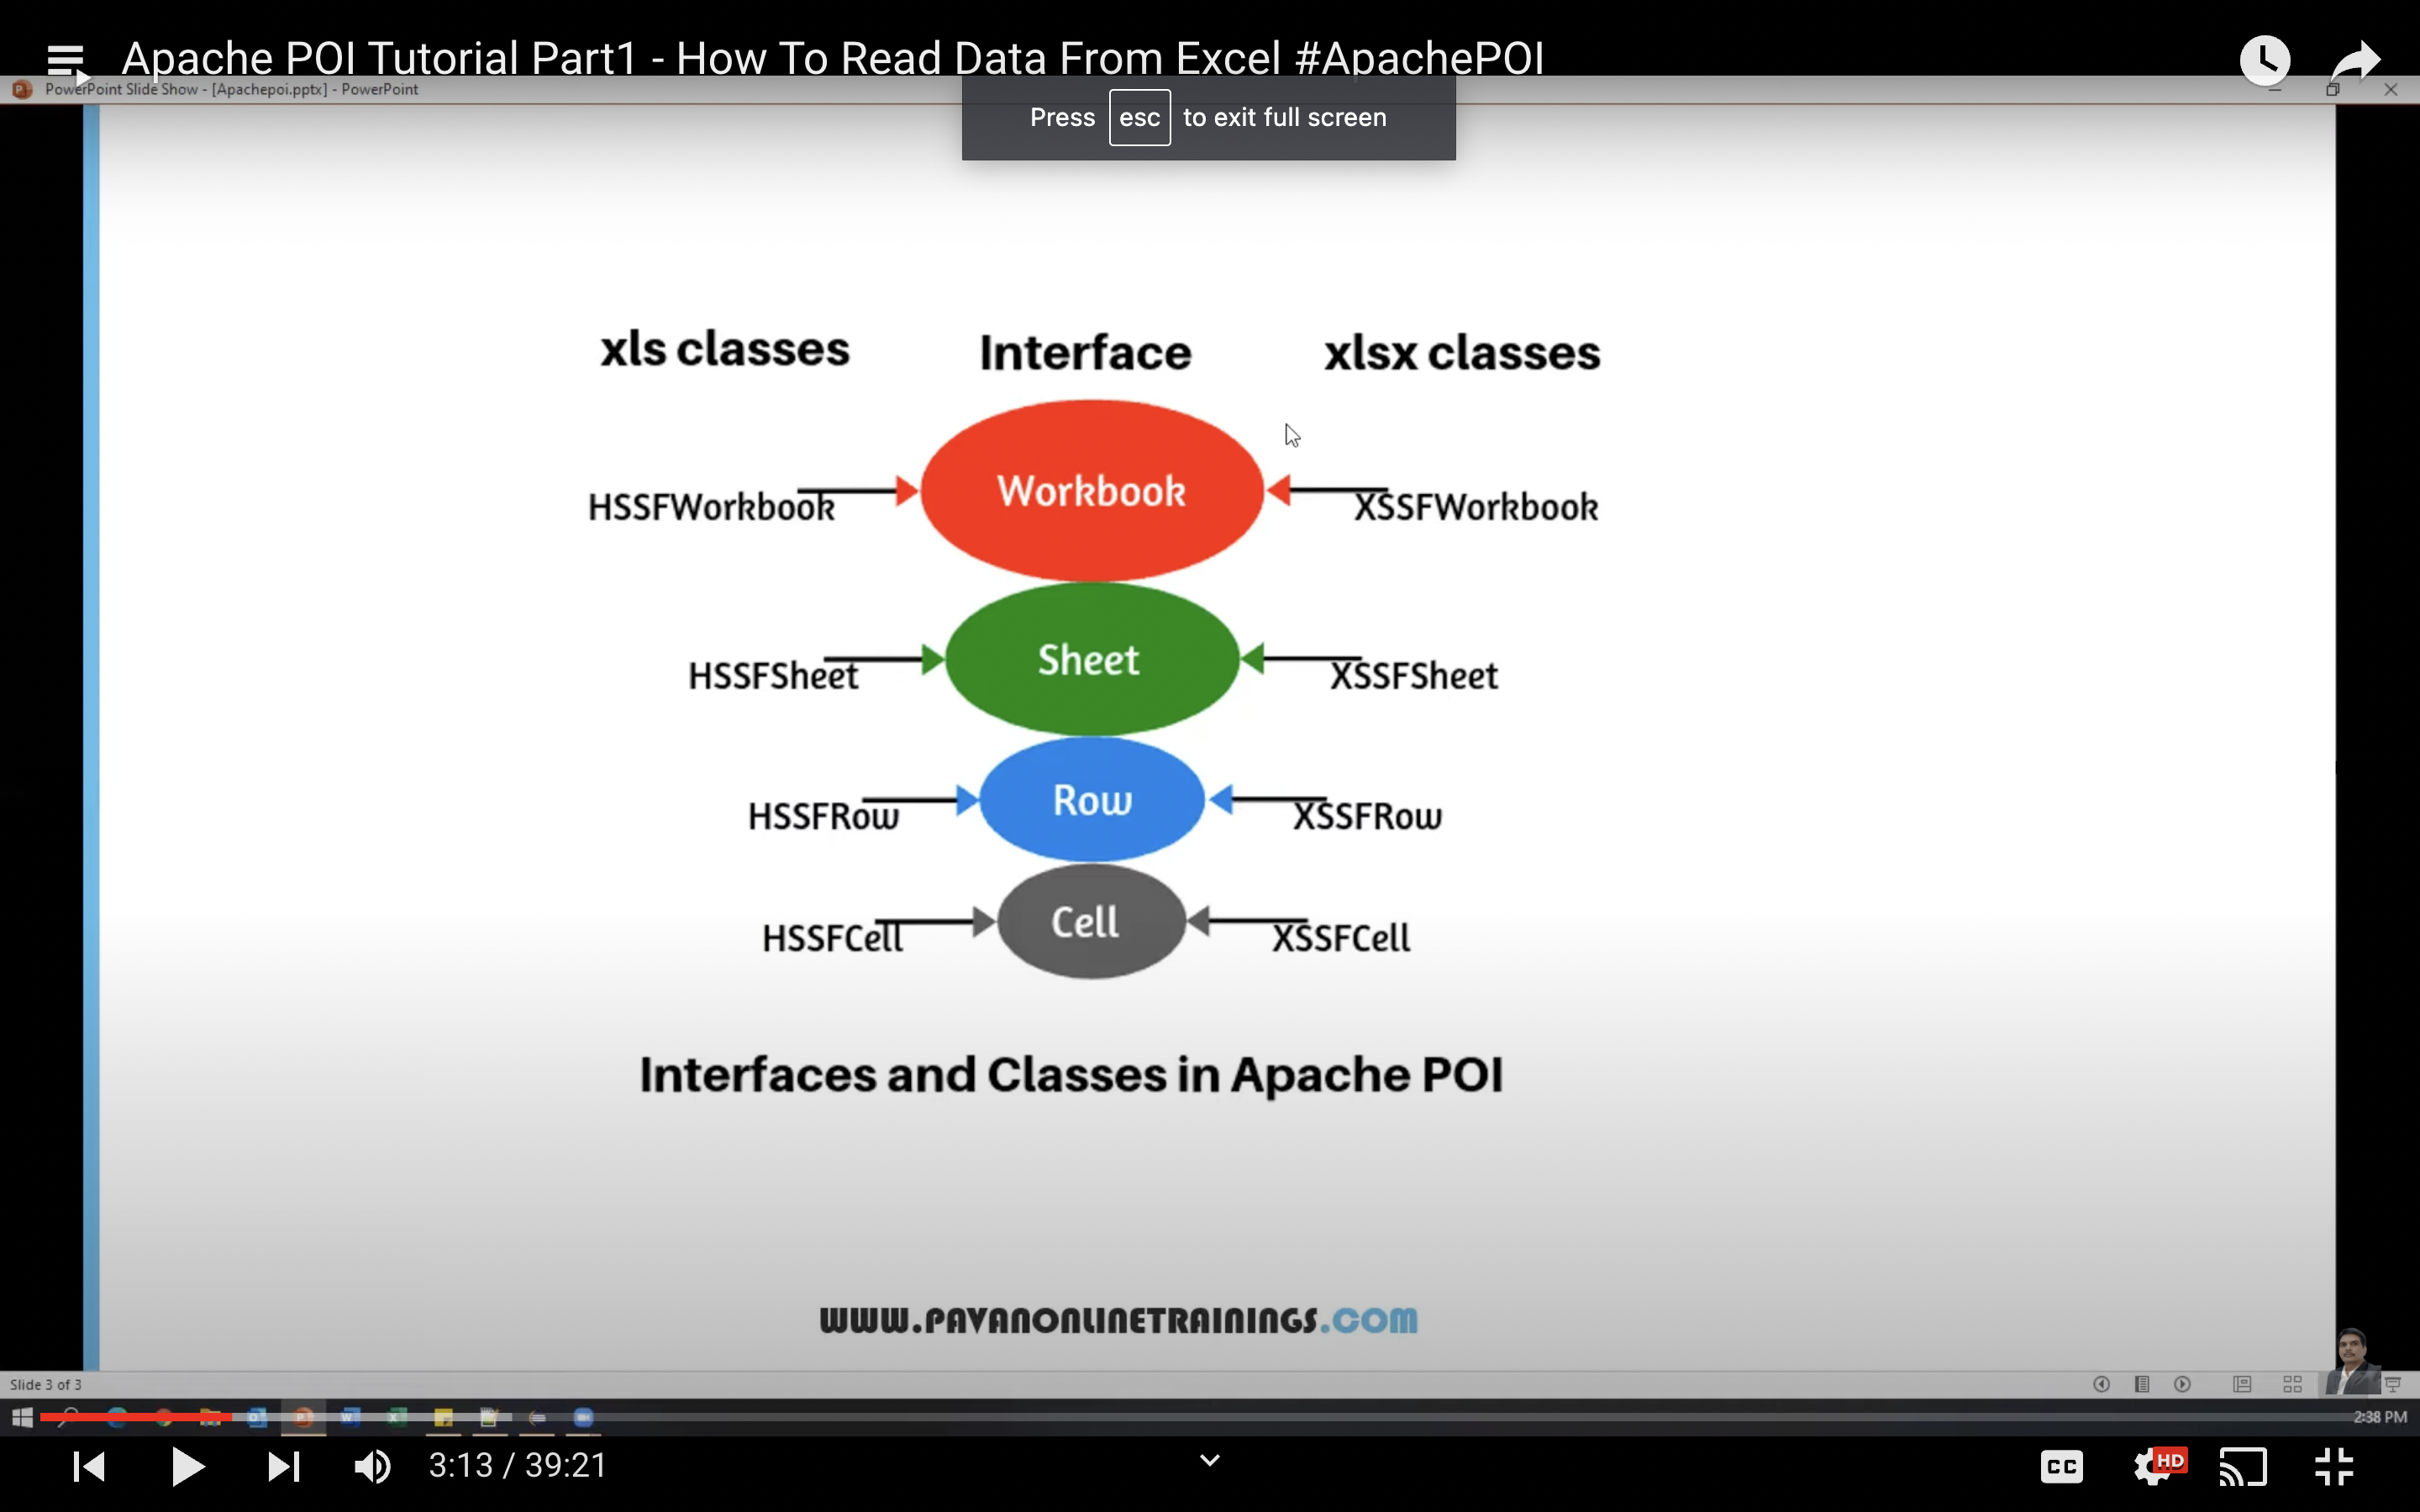 Apache POI Tutorial Part1 - How To Read Data From Excel #ApachePOI
PowerPoint Slide Show - [Apachepoi.pptx] - PowerPoint
Press esc to exit full screen
xls classes Interface xlsx classes
HSSFWorkbook Workbook XSSFWorkbook
HSSFSheet Sheet XSSFSheet
HSSFRow Row XSSFRow
HSSFCell Cell XSSFCell
Interfaces and Classes in Apache POI
WWW.PAVANONLINETRAININGS.COM
Slide 3 of 3
2:38 PM
3:13 / 39:21
CC
HD